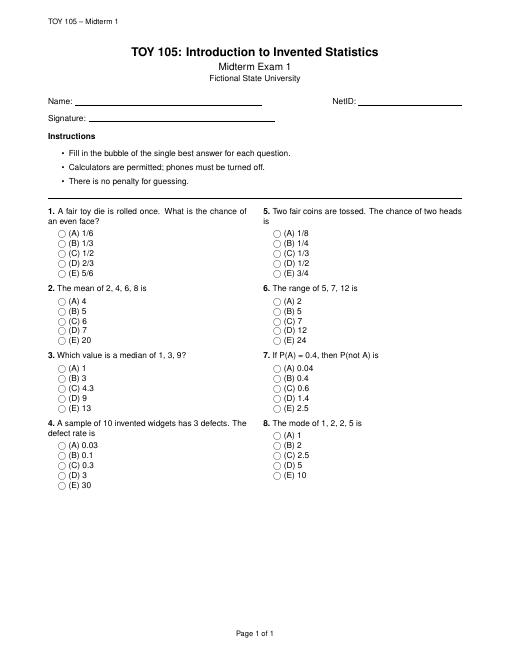 TOY 105 – Midterm 1
TOY 105: Introduction to Invented Statistics
Midterm Exam 1
Fictional State University
Name:
NetID:
Signature:
Instructions
• Fill in the bubble of the single best answer for each question.
• Calculators are permitted; phones must be turned off.
• There is no penalty for guessing.
1. A fair toy die is rolled once. What is the chance of
an even face?
(A) 1/6
(B) 1/3
(C) 1/2
(D) 2/3
(E) 5/6
2. The mean of 2, 4, 6, 8 is
(A) 4
(B) 5
(C) 6
(D) 7
(E) 20
3. Which value is a median of 1, 3, 9?
(A) 1
(B) 3
(C) 4.3
(D) 9
(E) 13
4. A sample of 10 invented widgets has 3 defects. The
defect rate is
(A) 0.03
(B) 0.1
(C) 0.3
(D) 3
(E) 30
5. Two fair coins are tossed. The chance of two heads
is
(A) 1/8
(B) 1/4
(C) 1/3
(D) 1/2
(E) 3/4
6. The range of 5, 7, 12 is
(A) 2
(B) 5
(C) 7
(D) 12
(E) 24
7. If P(A) = 0.4, then P(not A) is
(A) 0.04
(B) 0.4
(C) 0.6
(D) 1.4
(E) 2.5
8. The mode of 1, 2, 2, 5 is
(A) 1
(B) 2
(C) 2.5
(D) 5
(E) 10
Page 1 of 1